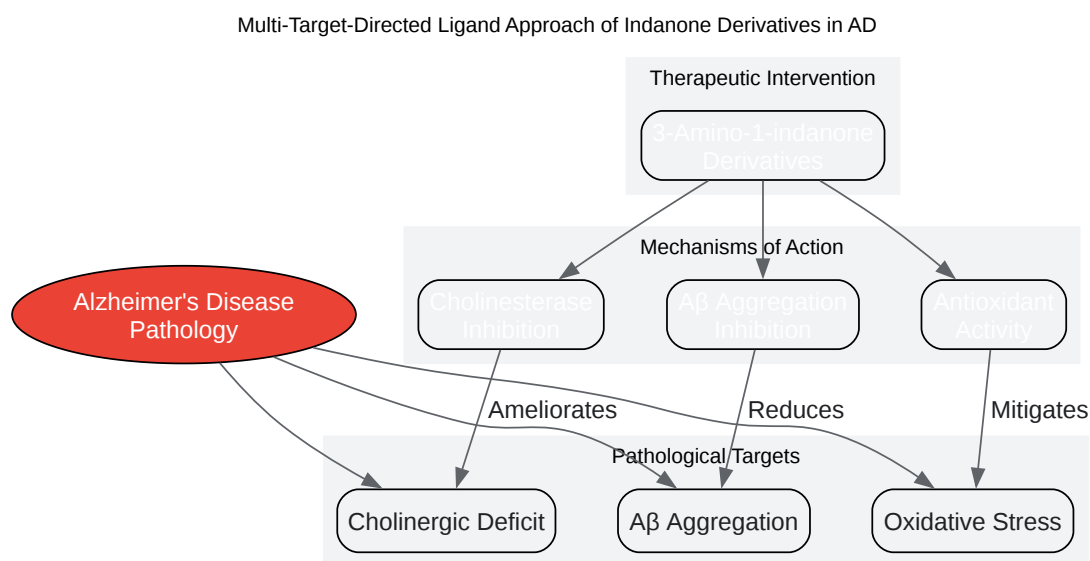 Multi-Target-Directed Ligand Approach of Indanone Derivatives in AD
Therapeutic Intervention
3-Amino-1-indanone
Derivatives
Mechanisms of Action
Alzheimer's Disease
Pathology
Cholinesterase
Inhibition
Aβ Aggregation
Inhibition
Antioxidant
Activity
Ameliorates
Reduces
Mitigates
Pathological Targets
Cholinergic Deficit
Aβ Aggregation
Oxidative Stress